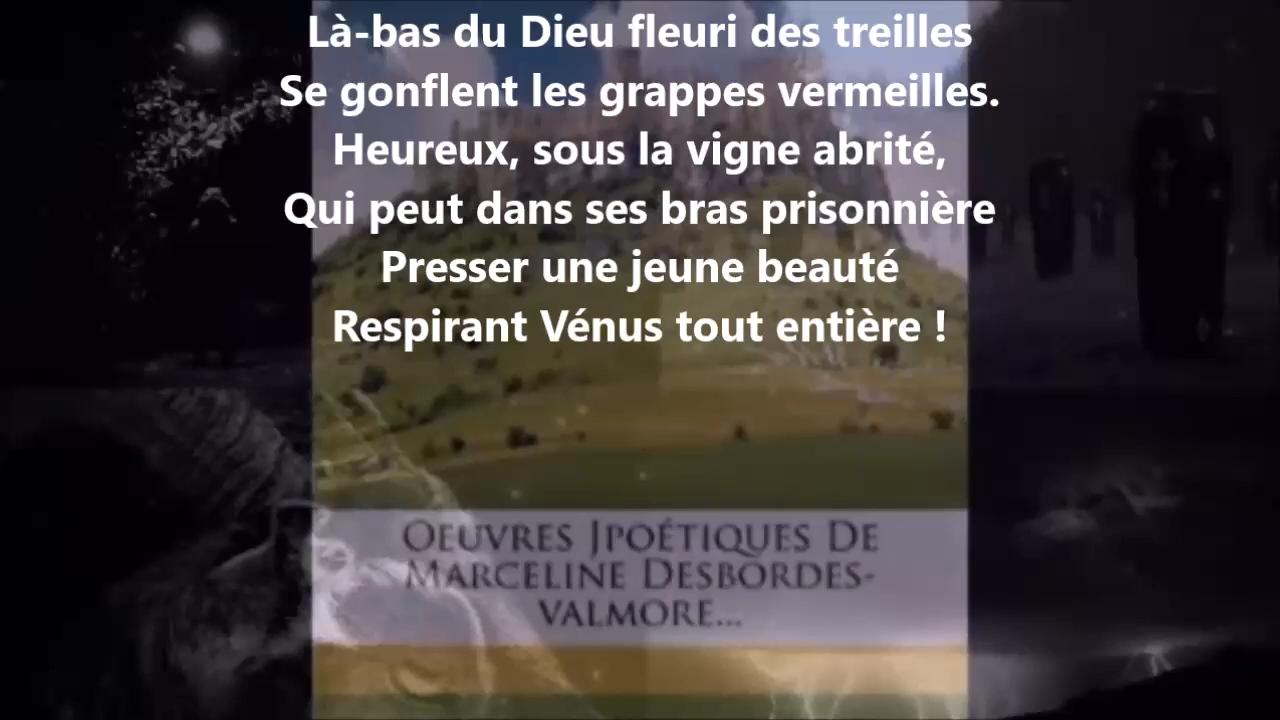 Là-bas du Dieu fleuri des treilles
Se gonflent les grappes vermeilles.
Heureux, sous la vigne abrité,
Qui peut dans ses bras prisonnière
Presser une jeune beauté
Respirant Vénus tout entière !
OEUVRES JPOÉTIQUES DE
MARCELINE DESBORDES-
VALMORE...